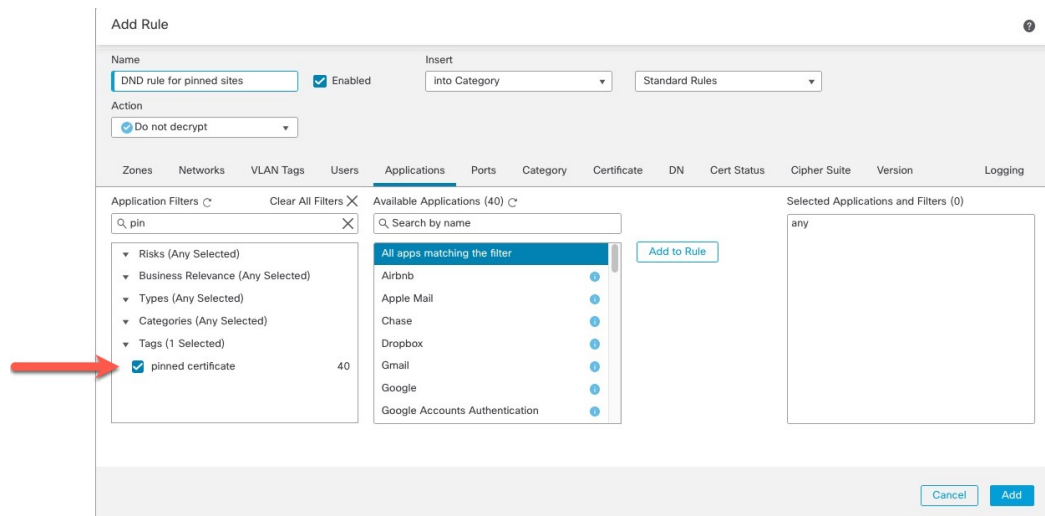 Add Rule
Name
Insert
DND rule for pinned sites
Enabled
into Category
Standard Rules
Action
Do not decrypt
Zones Networks VLAN Tags Users Applications Ports Category Certificate DN Cert Status Cipher Suite Version Logging
Application Filters
Clear All Filters
pin
Risks (Any Selected)
Business Relevance (Any Selected)
Types (Any Selected)
Categories (Any Selected)
Tags (1 Selected)
pinned certificate 40
Available Applications (40)
Search by name
All apps matching the filter
Airbnb
Apple Mail
Chase
Dropbox
Gmail
Google
Google Accounts Authentication
Add to Rule
Selected Applications and Filters (0)
any
Cancel
Add